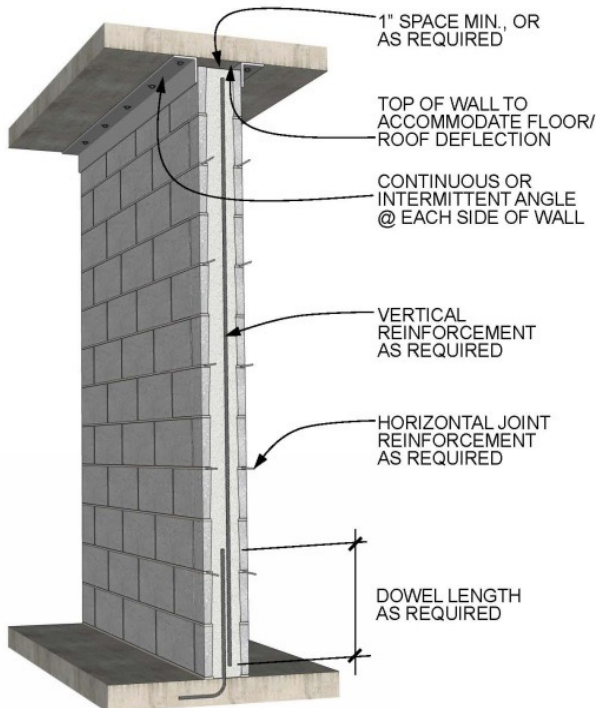 1" SPACE MIN., OR
AS REQUIRED
TOP OF WALL TO
ACCOMMODATE FLOOR/
ROOF DEFLECTION
CONTINUOUS OR
INTERMITTENT ANGLE
@ EACH SIDE OF WALL
VERTICAL
REINFORCEMENT
AS REQUIRED
HORIZONTAL JOINT
REINFORCEMENT
AS REQUIRED
DOWEL LENGTH
AS REQUIRED